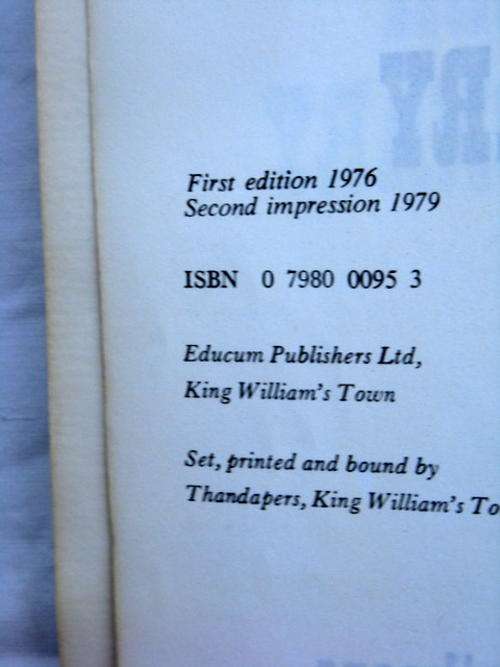 First edition 1976
Second impression 1979
ISBN 0 7980 0095 3
Educum Publishers Ltd,
King William's Town
Set, printed and bound by
Thandapers, King William's To